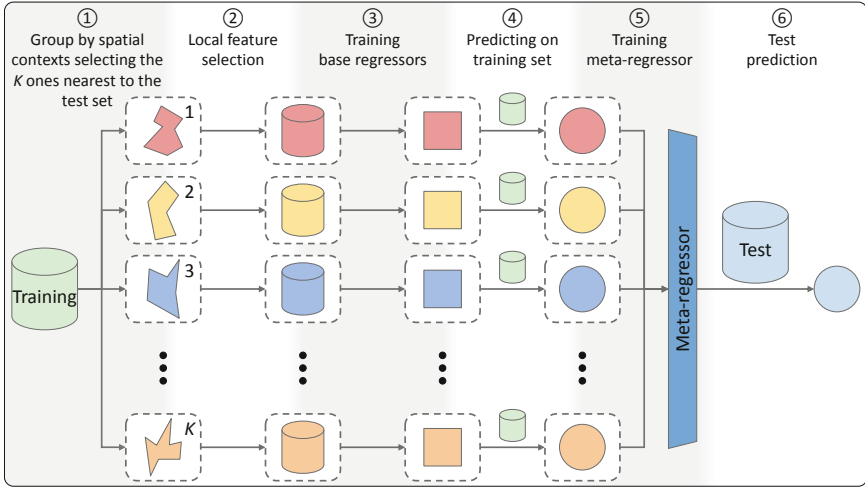 ①
Group by spatial
contexts selecting the
K ones nearest to the
test set
②
Local feature
selection
③
Training
base regressors
④
Predicting on
training set
⑤
Training
meta-regressor
⑥
Test
prediction
1
2
3
K
Training
Meta-regressor
Test